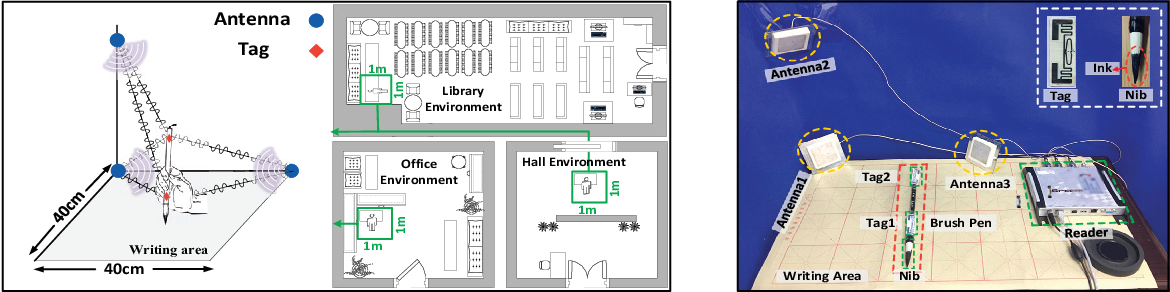 Antenna
Tag
40cm
40cm
Writing area
1m
1m
Library
Environment
Office
Environment
1m
1m
Hall Environment
1m
1m
Antenna2
Antenna1
Antenna3
Tag2
Tag1
Brush Pen
Nib
Writing Area
Reader
Ink
Tag
Nib